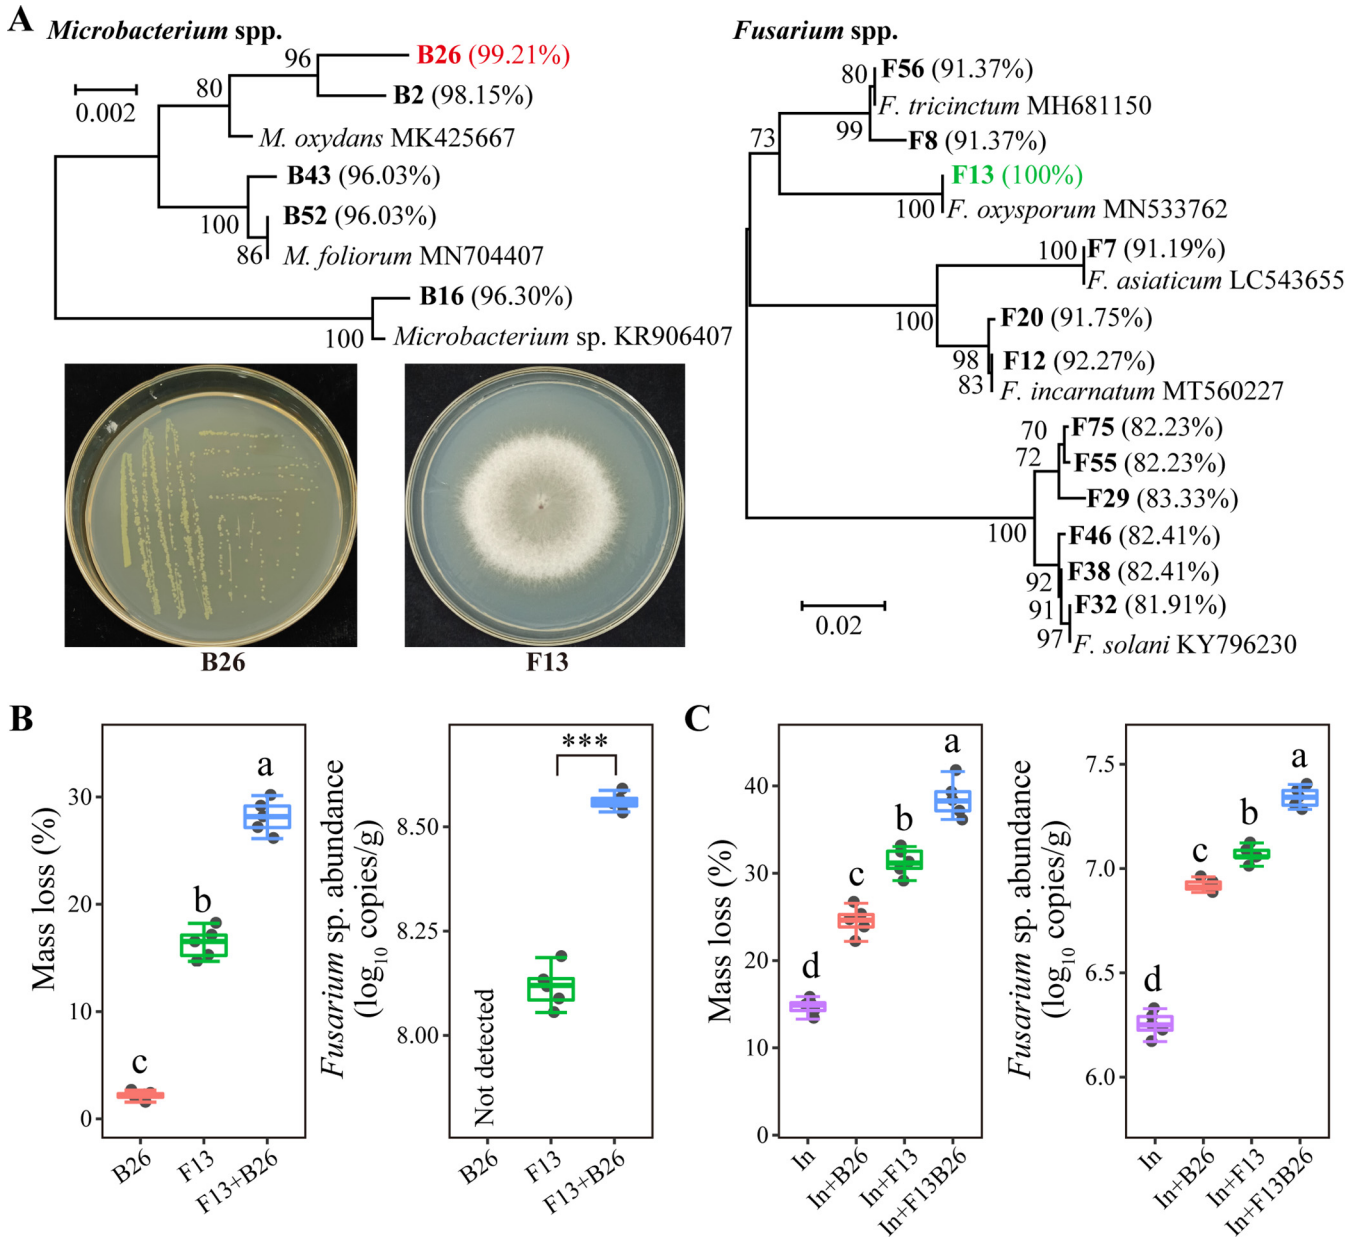 A
Microbacterium spp.
96
B26 (99.21%)
80
B2 (98.15%)
0.002
M. oxydans MK425667
B43 (96.03%)
100
B52 (96.03%)
86
M. foliorum MN704407
B16 (96.30%)
100
Microbacterium sp. KR906407
B26
F13
Fusarium spp.
80
F56 (91.37%)
F. tricinctum MH681150
99
F8 (91.37%)
73
F13 (100%)
100
F. oxysporum MN533762
100
F7 (91.19%)
F. asiaticum LC543655
100
F20 (91.75%)
98
F12 (92.27%)
83
F. incarnatum MT560227
70
F75 (82.23%)
72
F55 (82.23%)
F29 (83.33%)
100
F46 (82.41%)
92
F38 (82.41%)
91
F32 (81.91%)
97
F. solani KY796230
0.02
B
Mass loss (%)
30
20
10
0
a
b
c
B26
F13
F13+B26
Fusarium sp. abundance
(log10 copies/g)
8.50
8.25
8.00
***
Not detected
B26
F13
F13+B26
C
Mass loss (%)
40
30
20
10
0
a
b
c
d
In
In+B26
In+F13
In+F13B26
Fusarium sp. abundance
(log10 copies/g)
7.5
7.0
6.5
6.0
a
b
c
d
In
In+B26
In+F13
In+F13B26